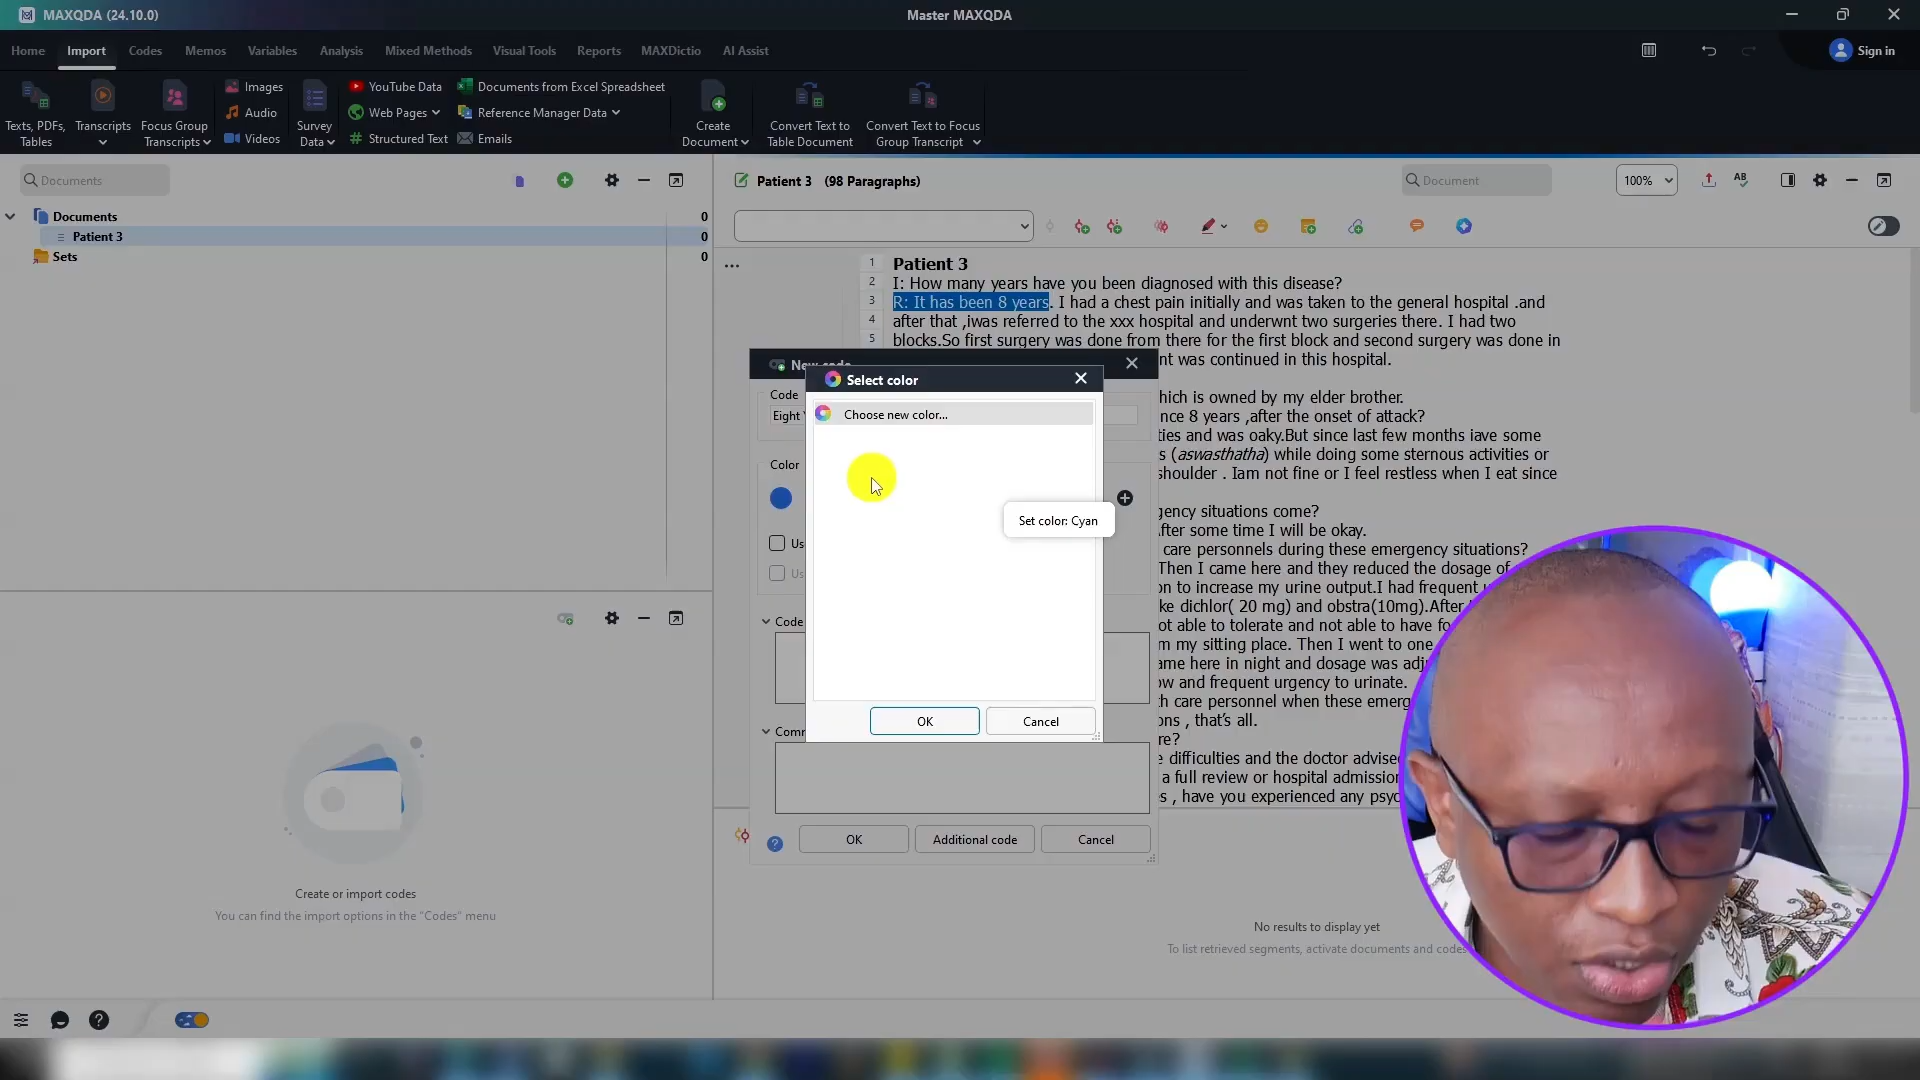 MAXQDA (24.10.0)
Master MAXQDA
Home
Import
Codes
Memos
Variables
Analysis
Mixed Methods
Visual Tools
Reports
MAXDictio
AI Assist
Sign in
Texts, PDFs,
Tables
Transcripts
Focus Group
Transcripts
Images
Audio
Videos
Survey
Data
YouTube Data
Web Pages
Structured Text
Documents from Excel Spreadsheet
Reference Manager Data
Emails
Create
Document
Convert Text to
Table Document
Convert Text to Focus
Group Transcript
Documents
Documents 0
Patient 3 0
Sets 0
Patient 3 (98 Paragraphs)
Document
100%
AB
1 Patient 3
2 I: How many years have you been diagnosed with this disease?
3 R: It has been 8 years. I had a chest pain initially and was taken to the general hospital .and
4 after that ,iwas referred to the xxx hospital and underwnt two surgeries there. I had two
5 blocks.So first surgery was done from there for the first block and second surgery was done in
nt was continued in this hospital.
hich is owned by my elder brother.
nce 8 years ,after the onset of attack?
ties and was oaky.But since last few months iave some
s (aswasthatha) while doing some sternous activities or
shoulder . Iam not fine or I feel restless when I eat since
gency situations come?
fter some time I will be okay.
care personnels during these emergency situations?
Then I came here and they reduced the dosage of
on to increase my urine output.I had frequent
ke dichlor( 20 mg) and obstra(10mg).After
ot able to tolerate and not able to have fo
m my sitting place. Then I went to one
ame here in night and dosage was adj
ow and frequent urgency to urinate.
th care personnel when these emerg
ons , that's all.
re?
e difficulties and the doctor advise
a full review or hospital admission
s , have you experienced any psyc
New code
Code
Eight
Color
Us
Us
Code
Comm
OK
Additional code
Cancel
Select color
Choose new color...
Set color: Cyan
OK
Cancel
Create or import codes
You can find the import options in the "Codes" menu
No results to display yet
To list retrieved segments, activate documents and codes